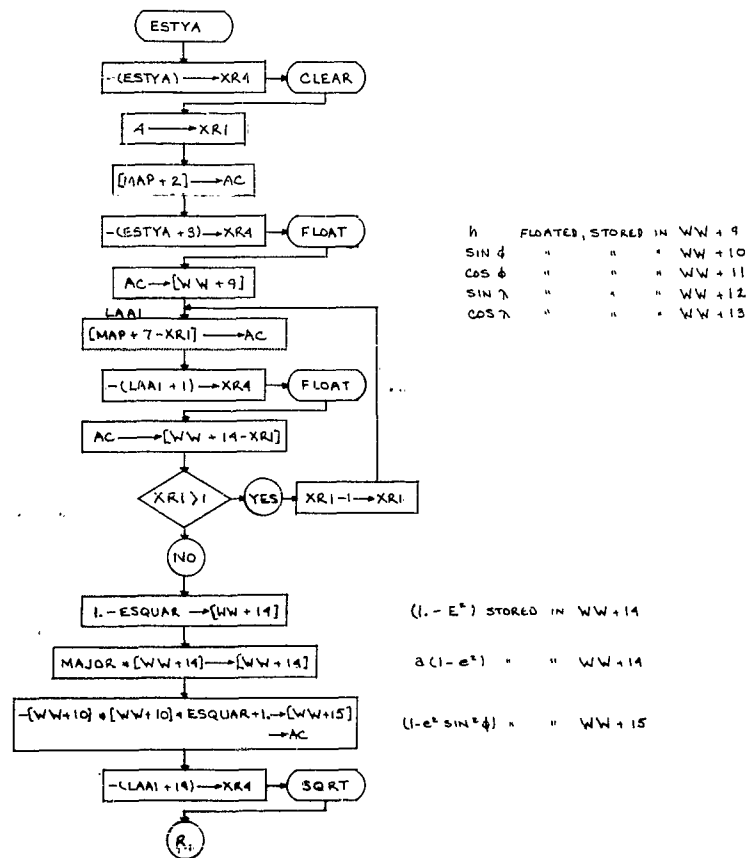 ESTYA
-(ESTYA) → XR4 CLEAR
4 → XR1
[MAP + 2] → AC
-(ESTYA + 3) → XR4 FLOAT
h FLOATED, STORED IN WW + 9
SIN φ " " " WW + 10
AC → [WW + 9] COS φ " " " WW + 11
SIN λ " " " WW + 12
COS λ " " " WW + 13
LAA1
[MAP + 7 - XR1] → AC
-(LAA1 + 1) → XR4 FLOAT
AC → [WW + 14 - XR1]
XR1 > 1 YES XR1 - 1 → XR1
NO
1. - ESQUAR → [WW + 14] (1. - E²) STORED IN WW + 14
MAJOR * [WW + 14] → [WW + 14] a(1 - e²) " " WW + 14
-[WW + 10] * [WW + 10] * ESQUAR + 1. → [WW + 15] (1 - e² SIN² φ) " " WW + 15
→ AC
-(LAA1 + 14) → XR4 SQRT